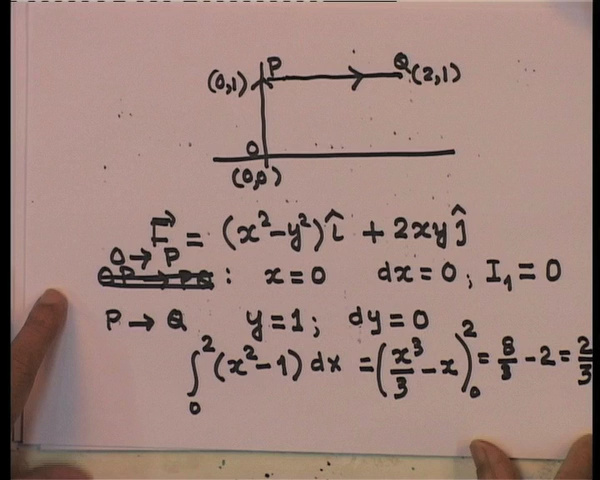 P Q (2,1)
(0,1)
O
(0,0)
F⃗ = (x²-y²)î + 2xyĵ
O → P
: x=0 dx=0; I₁=0
P → Q y=1; dy=0
∫₀² (x²-1) dx = (x³/3 - x)₀² = 8/3 - 2 = 2/3